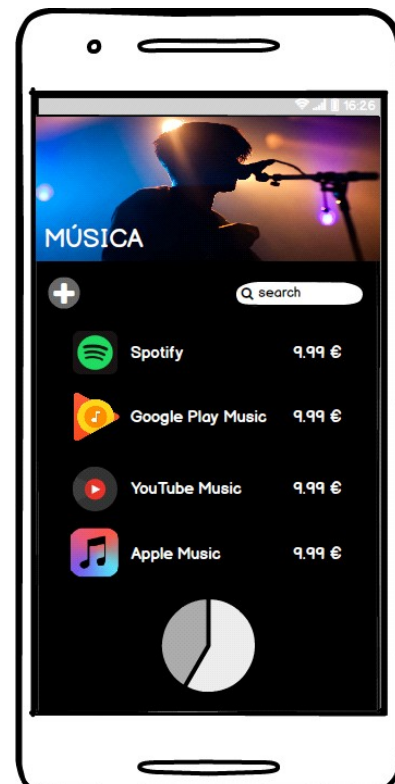 16:26
MÚSICA
search
Spotify 9.99 €
Google Play Music 9.99 €
YouTube Music 9.99 €
Apple Music 9.99 €